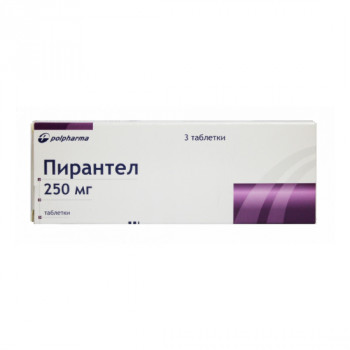 polpharma
3 таблетки
Пирантел
250 мг
таблетки